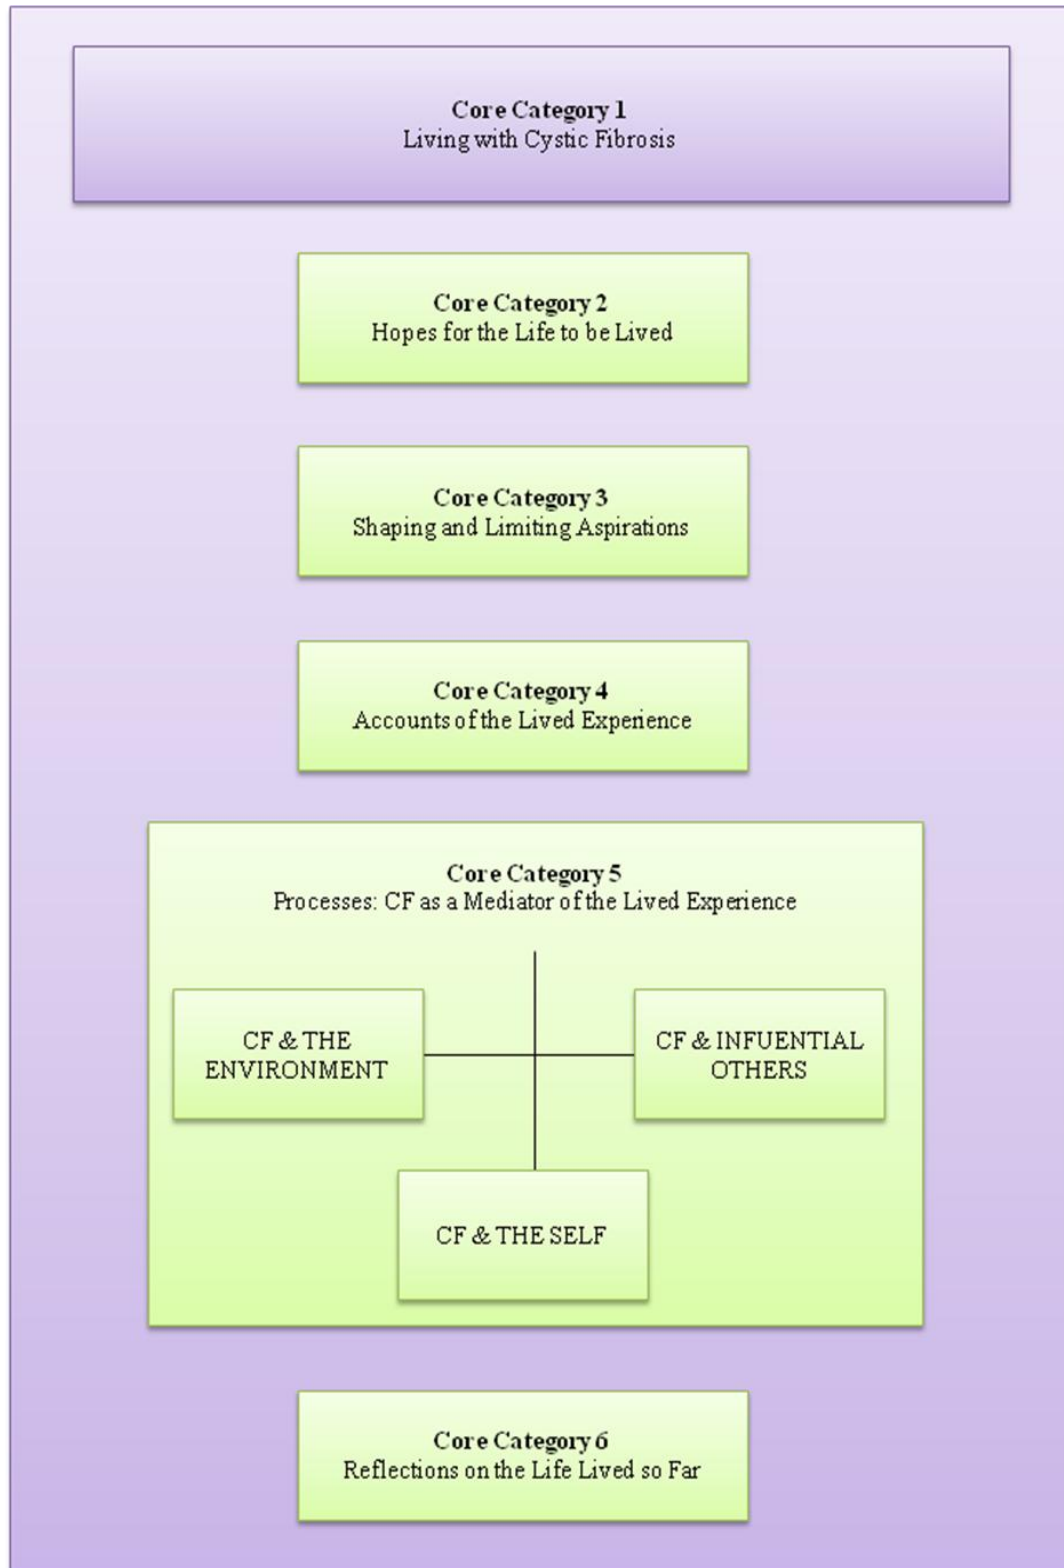 Core Category 1
Living with Cystic Fibrosis
Core Category 2
Hopes for the Life to be Lived
Core Category 3
Shaping and Limiting Aspirations
Core Category 4
Accounts of the Lived Experience
Core Category 5
Processes: CF as a Mediator of the Lived Experience
CF & THE
ENVIRONMENT
CF & INFUENTIAL
OTHERS
CF & THE SELF
Core Category 6
Reflections on the Life Lived so Far